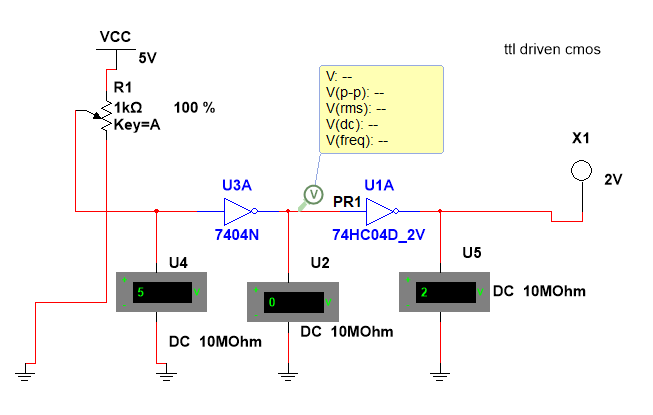 VCC
5V
ttl driven cmos
R1
1kΩ
100 %
Key=A
V: --
V(p-p): --
V(rms): --
V(dc): --
V(freq): --
X1
2V
V
PR1
U3A
7404N
U1A
74HC04D_2V
U4
+
5
V
DC 10MOhm
U2
+
0
V
DC 10MOhm
U5
+
2
V
DC 10MOhm